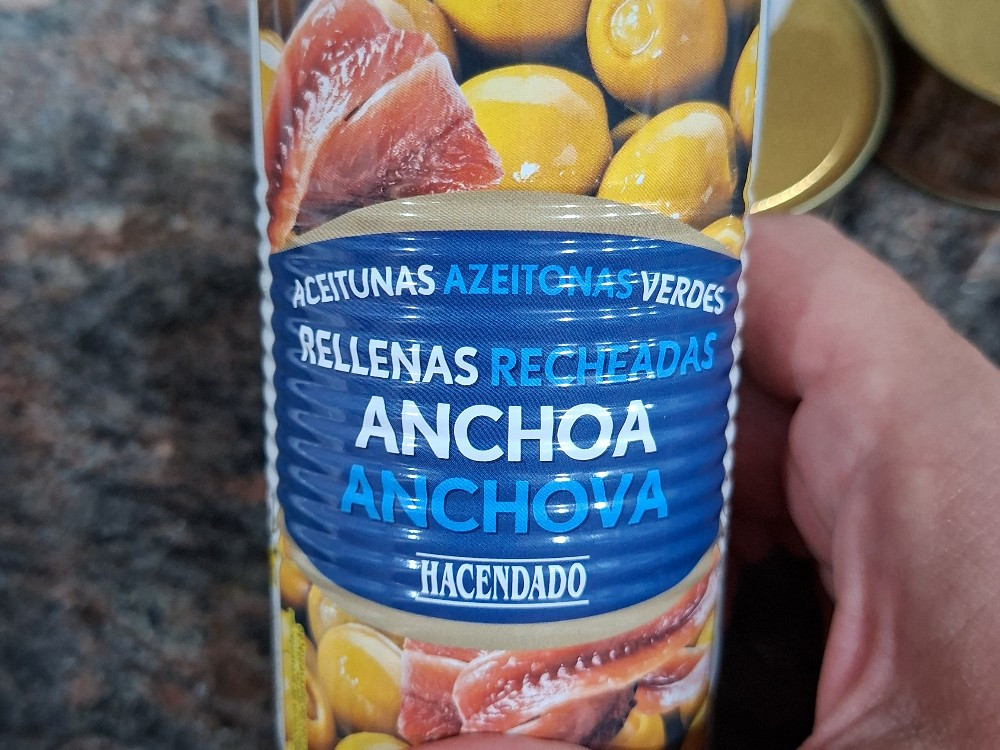 ACEITUNAS AZEITONAS VERDES
RELLENAS RECHEADAS
ANCHOA
ANCHOVA
HACENDADO